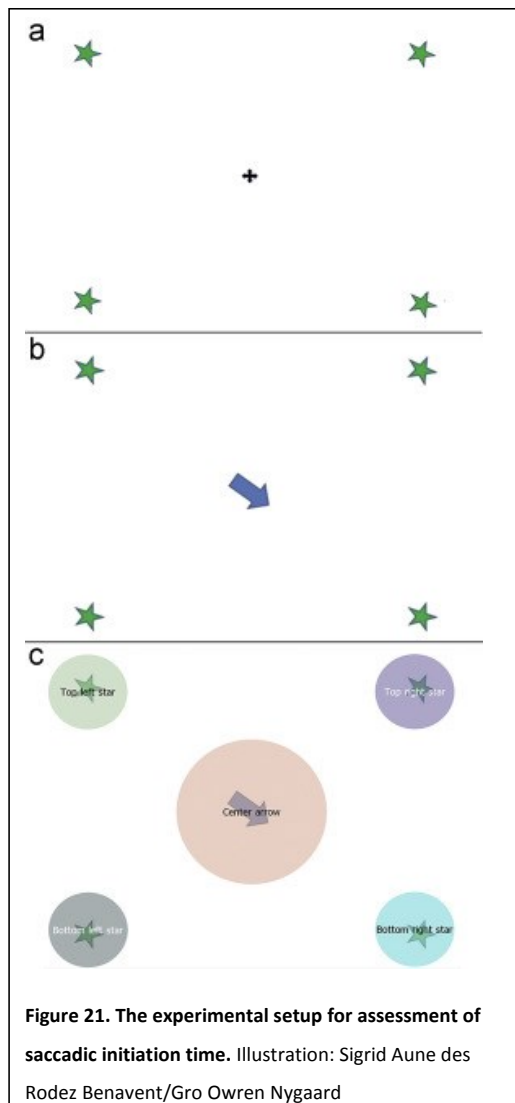 a
b
c
Top left star
Top right star
Center arrow
Bottom left star
Bottom right star
Figure 21. The experimental setup for assessment of
saccadic initiation time. Illustration: Sigrid Aune des
Rodez Benavent/Gro Owren Nygaard